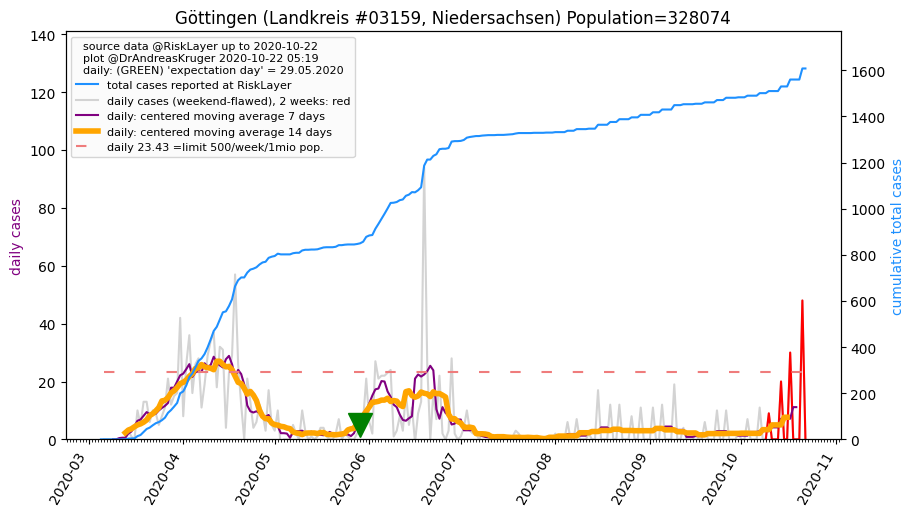 Göttingen (Landkreis #03159, Niedersachsen) Population=328074
source data @RiskLayer up to 2020-10-22
plot @DrAndreasKruger 2020-10-22 05:19
daily: (GREEN) 'expectation day' = 29.05.2020
total cases reported at RiskLayer
daily cases (weekend-flawed), 2 weeks: red
daily: centered moving average 7 days
daily: centered moving average 14 days
daily 23.43 =limit 500/week/1mio pop.
daily cases
140
120
100
80
60
40
20
0
cumulative total cases
1600
1400
1200
1000
800
600
400
200
0
2020-03
2020-04
2020-05
2020-06
2020-07
2020-08
2020-09
2020-10
2020-11